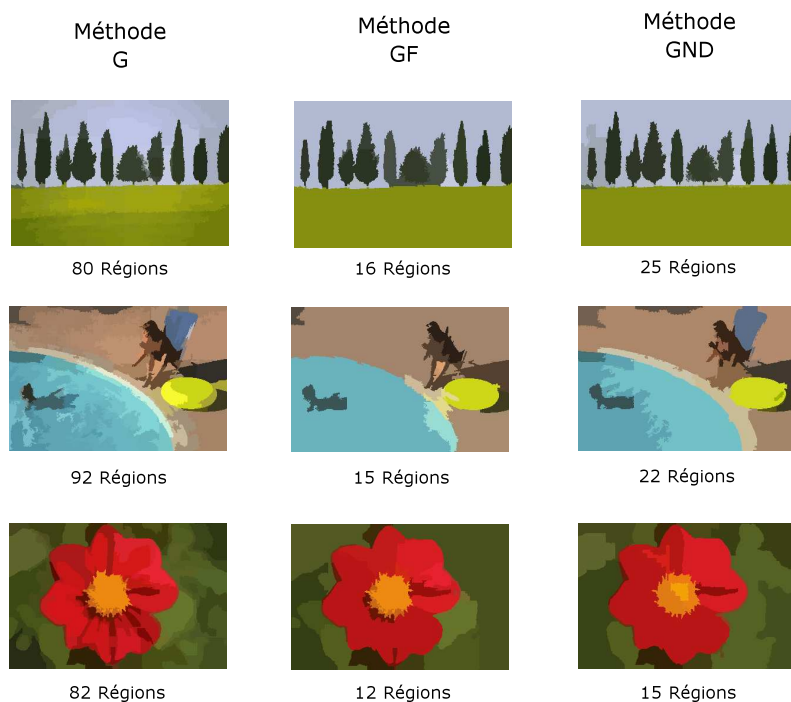 Méthode
G
Méthode
GF
Méthode
GND
80 Régions
16 Régions
25 Régions
92 Régions
15 Régions
22 Régions
82 Régions
12 Régions
15 Régions